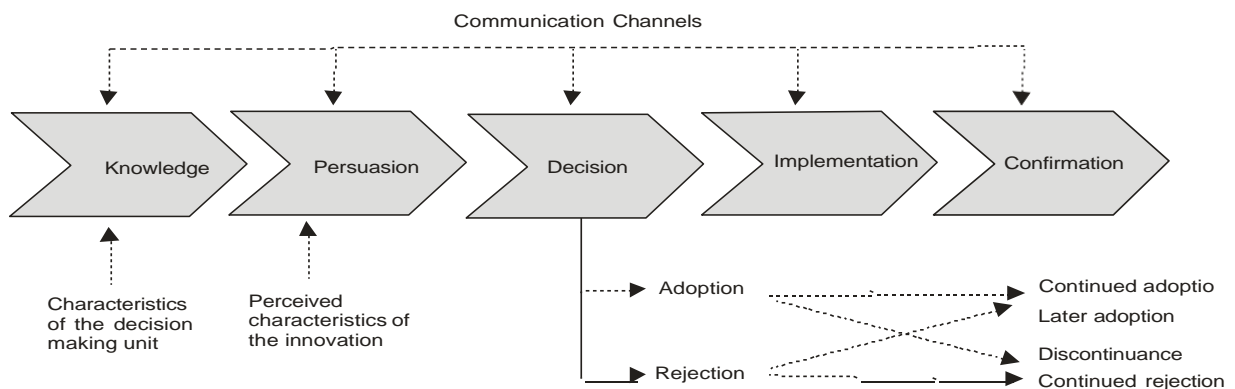 Communication Channels
Knowledge
Persuasion
Decision
Implementation
Confirmation
Characteristics
of the decision
making unit
Perceived
characteristics of
the innovation
Adoption
Rejection
Continued adoptio
Later adoption
Discontinuance
Continued rejection